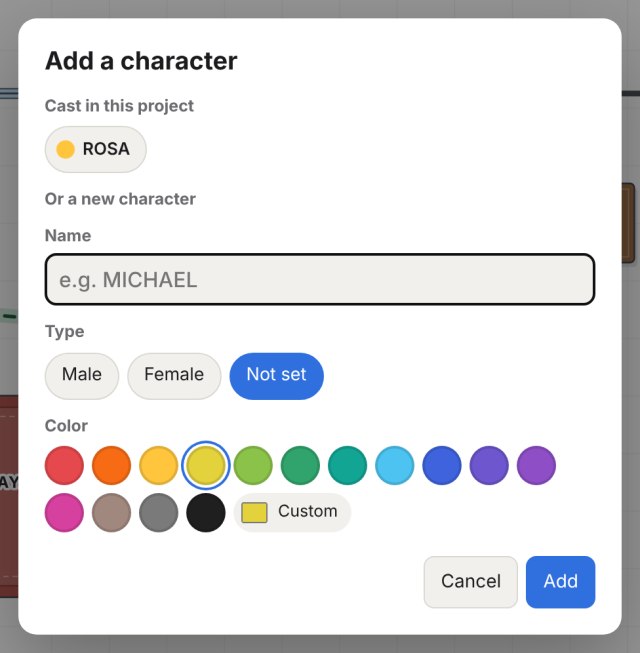 Add a character
Cast in this project
ROSA
Or a new character
Name
e.g. MICHAEL
Type
Male Female Not set
Color
AY
Custom
Cancel Add